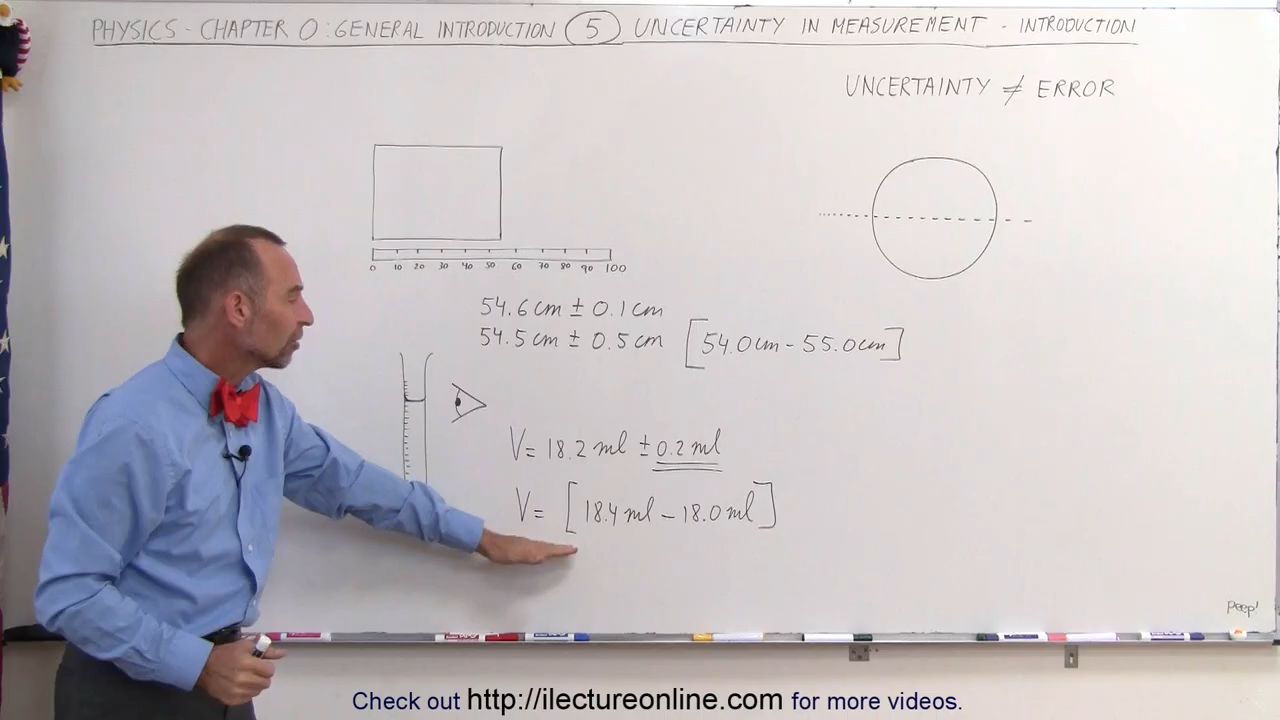 PHYSICS - CHAPTER 0: GENERAL INTRODUCTION 5 UNCERTAINTY IN MEASUREMENT - INTRODUCTION
UNCERTAINTY ≠ ERROR
0 10 20 30 40 50 60 70 80 90 100
54.6 cm ± 0.1 cm
54.5 cm ± 0.5 cm [54.0 cm - 55.0 cm]
V = 18.2 ml ± 0.2 ml
V = [18.4 ml - 18.0 ml]
Peep!
Check out http://ilectureonline.com for more videos.